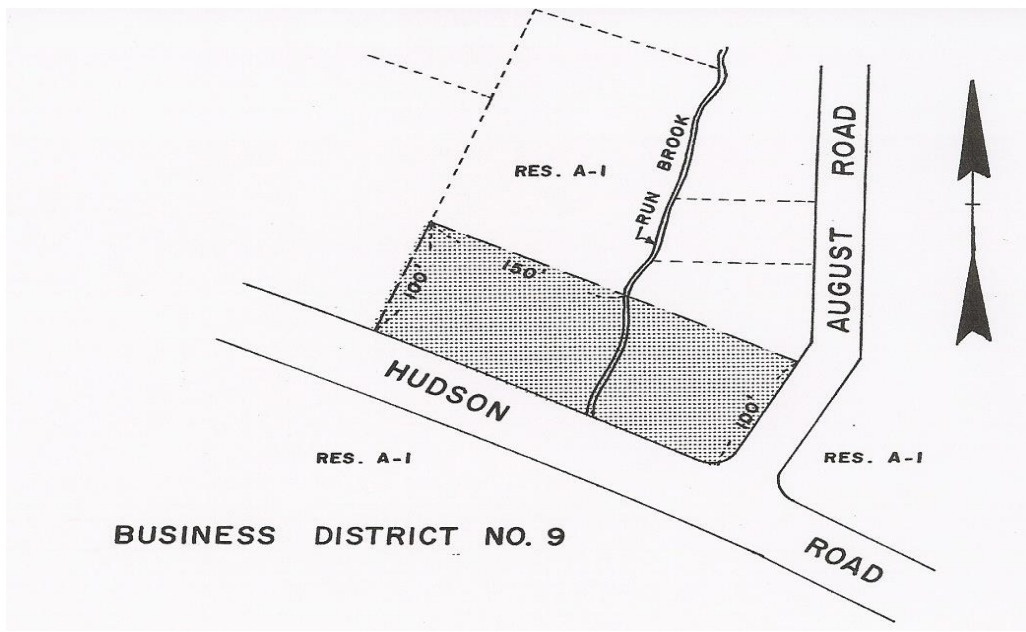 RES. A-1
RUN BROOK
AUGUST ROAD
150'
100'
100'
HUDSON ROAD
RES. A-1
RES. A-1
BUSINESS DISTRICT NO. 9